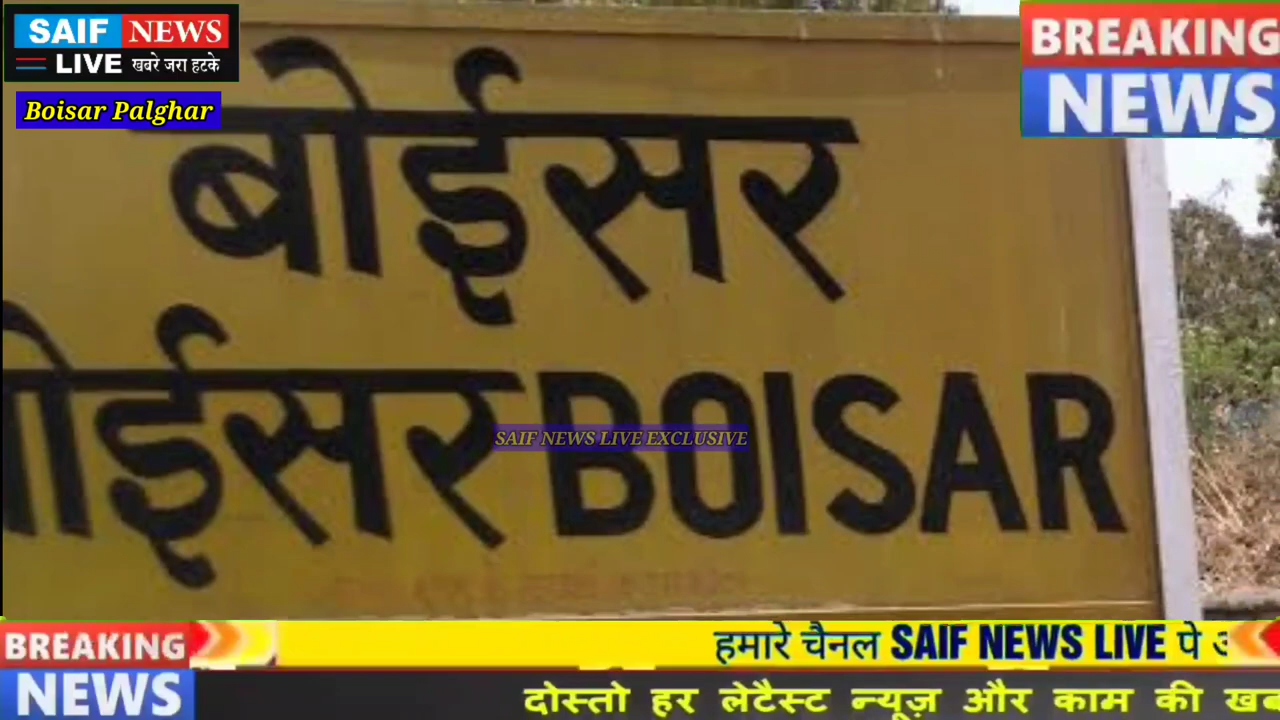 SAIF NEWS
LIVE खबरे जरा हटके
Boisar Palghar
BREAKING
NEWS
बोईसर
बोईसर BOISAR
SAIF NEWS LIVE EXCLUSIVE
BREAKING
NEWS
हमारे चैनल SAIF NEWS LIVE पे
दोस्तो हर लेटैस्ट न्यूज़ और काम की